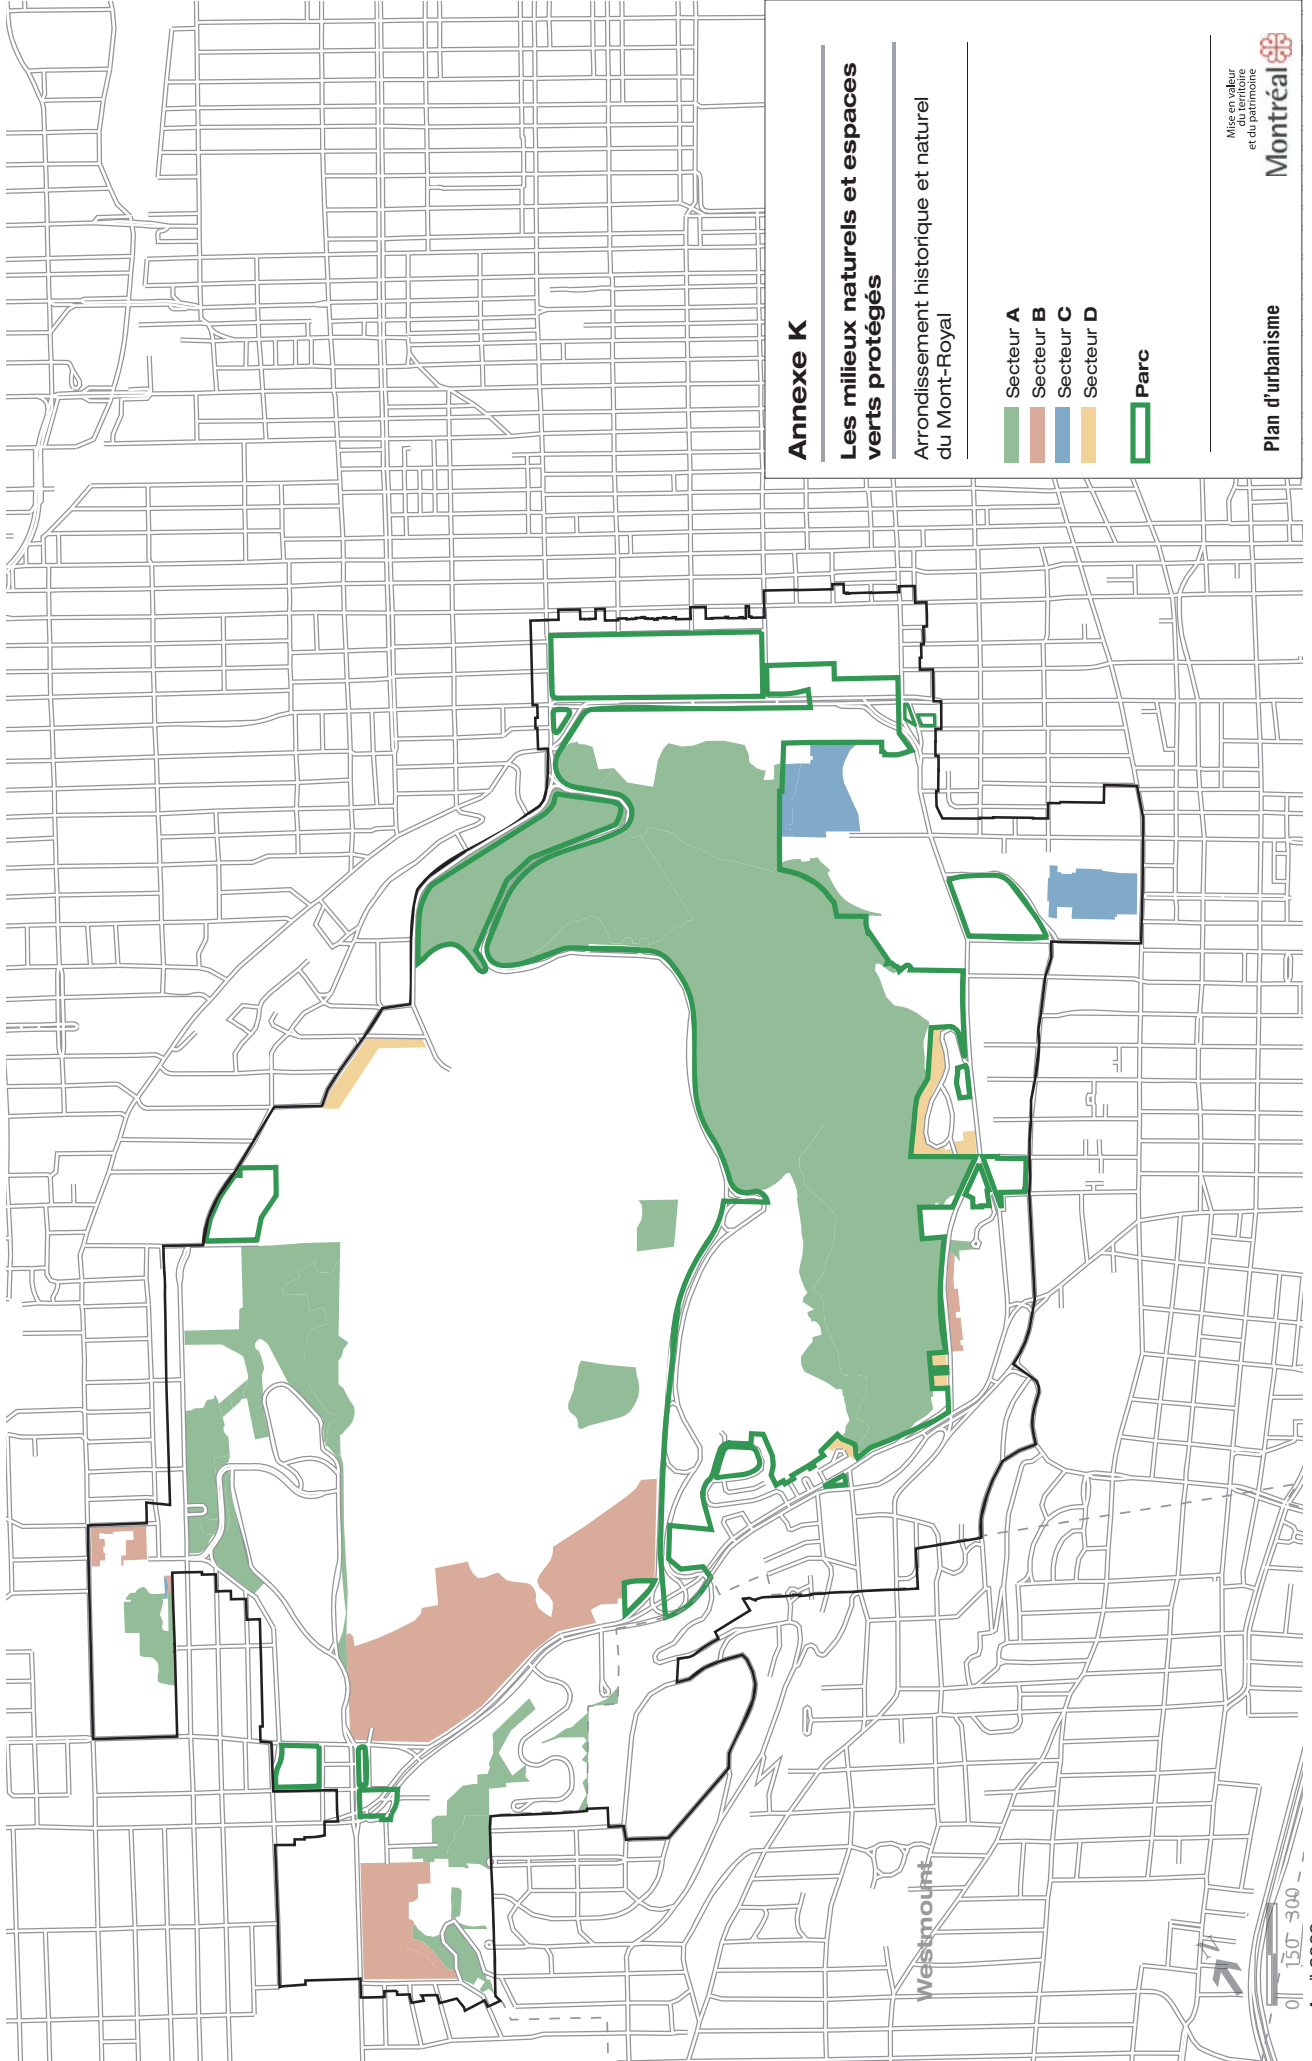 Annexe K
Les milieux naturels et espaces
verts protégés
Arrondissement historique et naturel
du Mont-Royal
Secteur A
Secteur B
Secteur C
Secteur D
Parc
Plan d'urbanisme
Mise en valeur
du territoire
et du patrimoine
Montréal
Westmount
N
0 150 300